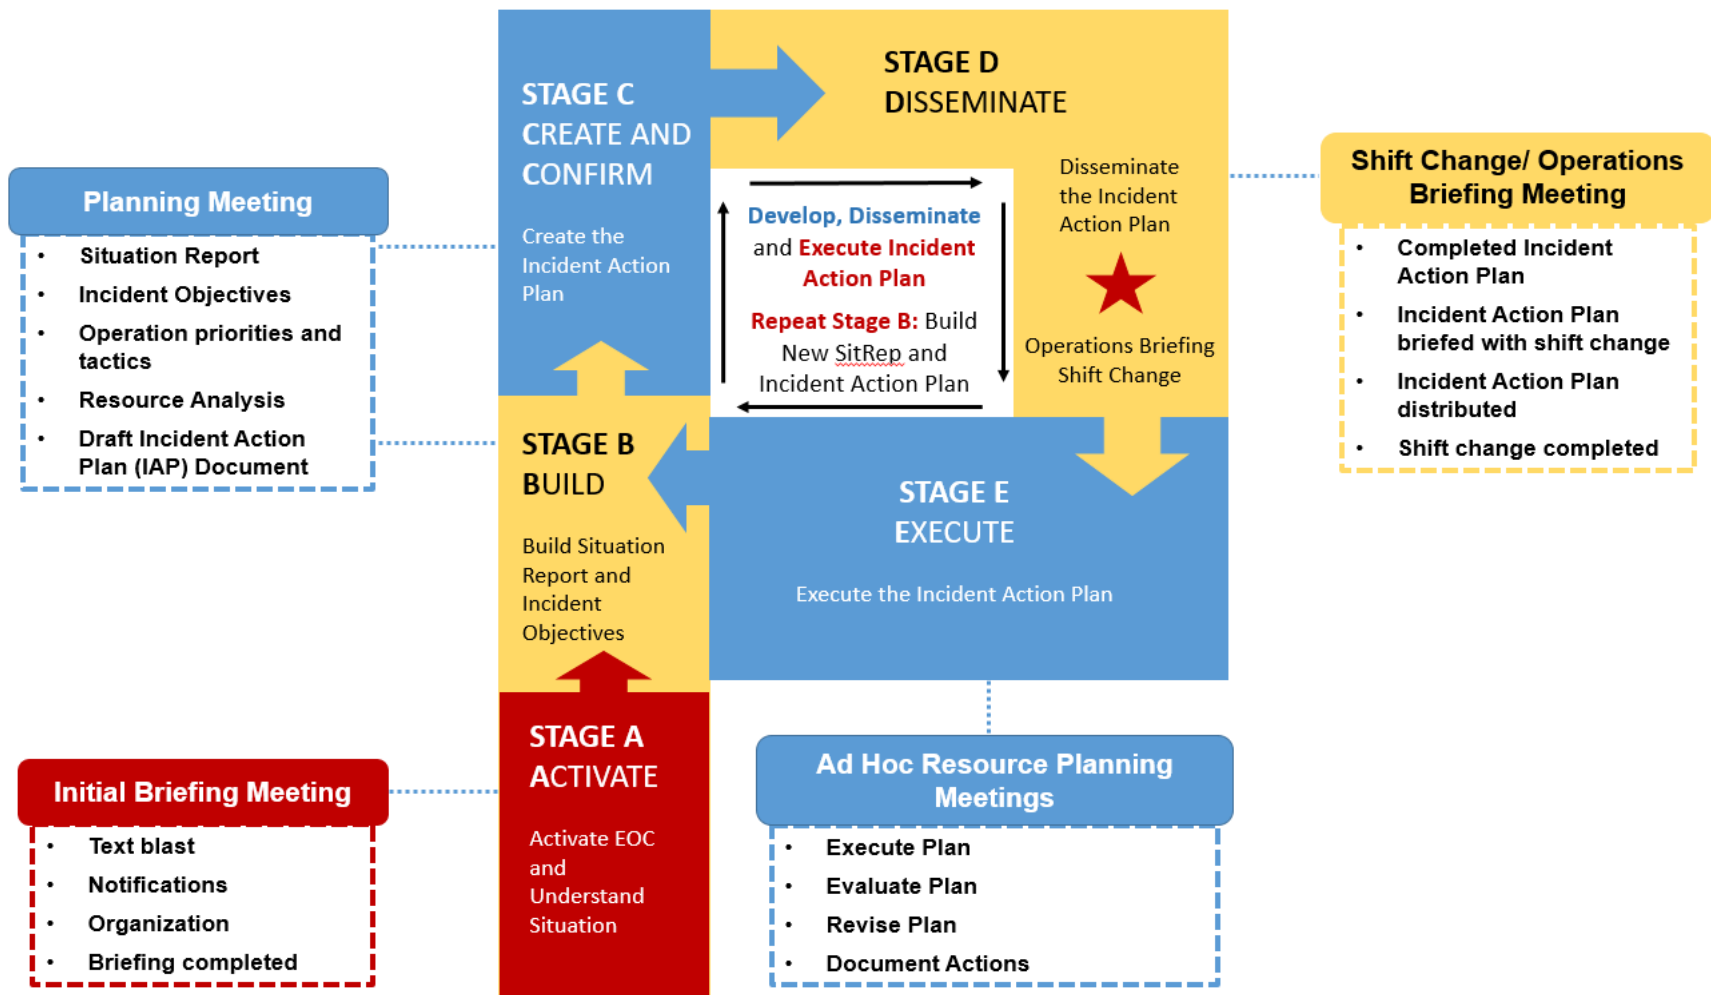 STAGE C
CREATE AND
CONFIRM
Create the
Incident Action
Plan
STAGE D
DISSEMINATE
Disseminate
the Incident
Action Plan
Operations Briefing
Shift Change
Shift Change/ Operations
Briefing Meeting
• Completed Incident
Action Plan
• Incident Action Plan
briefed with shift change
• Incident Action Plan
distributed
• Shift change completed
Planning Meeting
• Situation Report
• Incident Objectives
• Operation priorities and
tactics
• Resource Analysis
• Draft Incident Action
Plan (IAP) Document
Develop, Disseminate
and Execute Incident
Action Plan
Repeat Stage B: Build
New SitRep and
Incident Action Plan
STAGE B
BUILD
Build Situation
Report and
Incident
Objectives
STAGE E
EXECUTE
Execute the Incident Action Plan
STAGE A
ACTIVATE
Activate EOC
and
Understand
Situation
Initial Briefing Meeting
• Text blast
• Notifications
• Organization
• Briefing completed
Ad Hoc Resource Planning
Meetings
• Execute Plan
• Evaluate Plan
• Revise Plan
• Document Actions